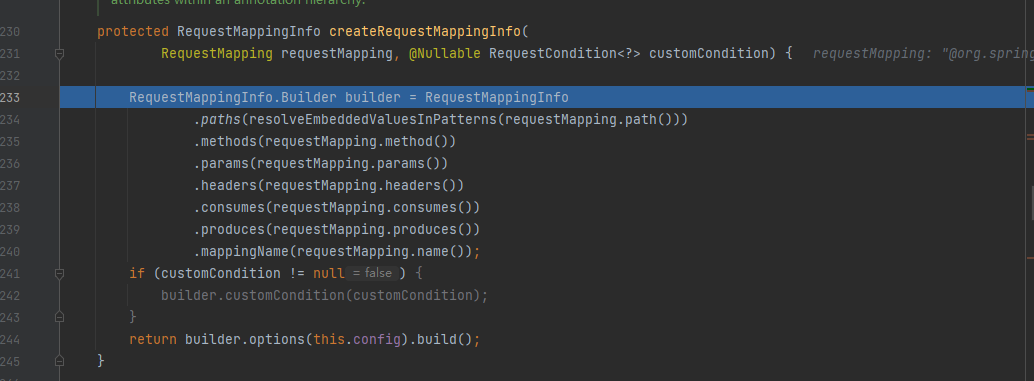 attributes within an annotation hierarchy.
230 protected RequestMappingInfo createRequestMappingInfo(
231 RequestMapping requestMapping, @Nullable RequestCondition<?> customCondition) { requestMapping: "@org.spring
232
233 RequestMappingInfo.Builder builder = RequestMappingInfo
234 .paths(resolveEmbeddedValuesInPatterns(requestMapping.path()))
235 .methods(requestMapping.method())
236 .params(requestMapping.params())
237 .headers(requestMapping.headers())
238 .consumes(requestMapping.consumes())
239 .produces(requestMapping.produces())
240 .mappingName(requestMapping.name());
241 if (customCondition != null = false ) {
242 builder.customCondition(customCondition);
243 }
244 return builder.options(this.config).build();
245 }